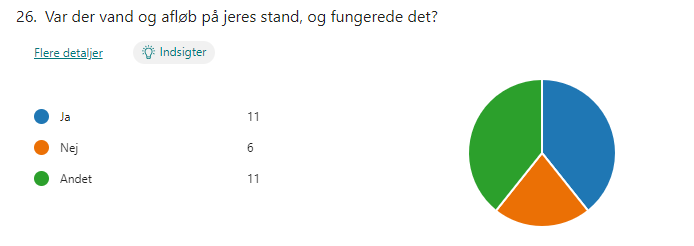 26. Var der vand og afløb på jeres stand, og fungerede det?
Flere detaljer
Indsigter
Ja 11
Nej 6
Andet 11